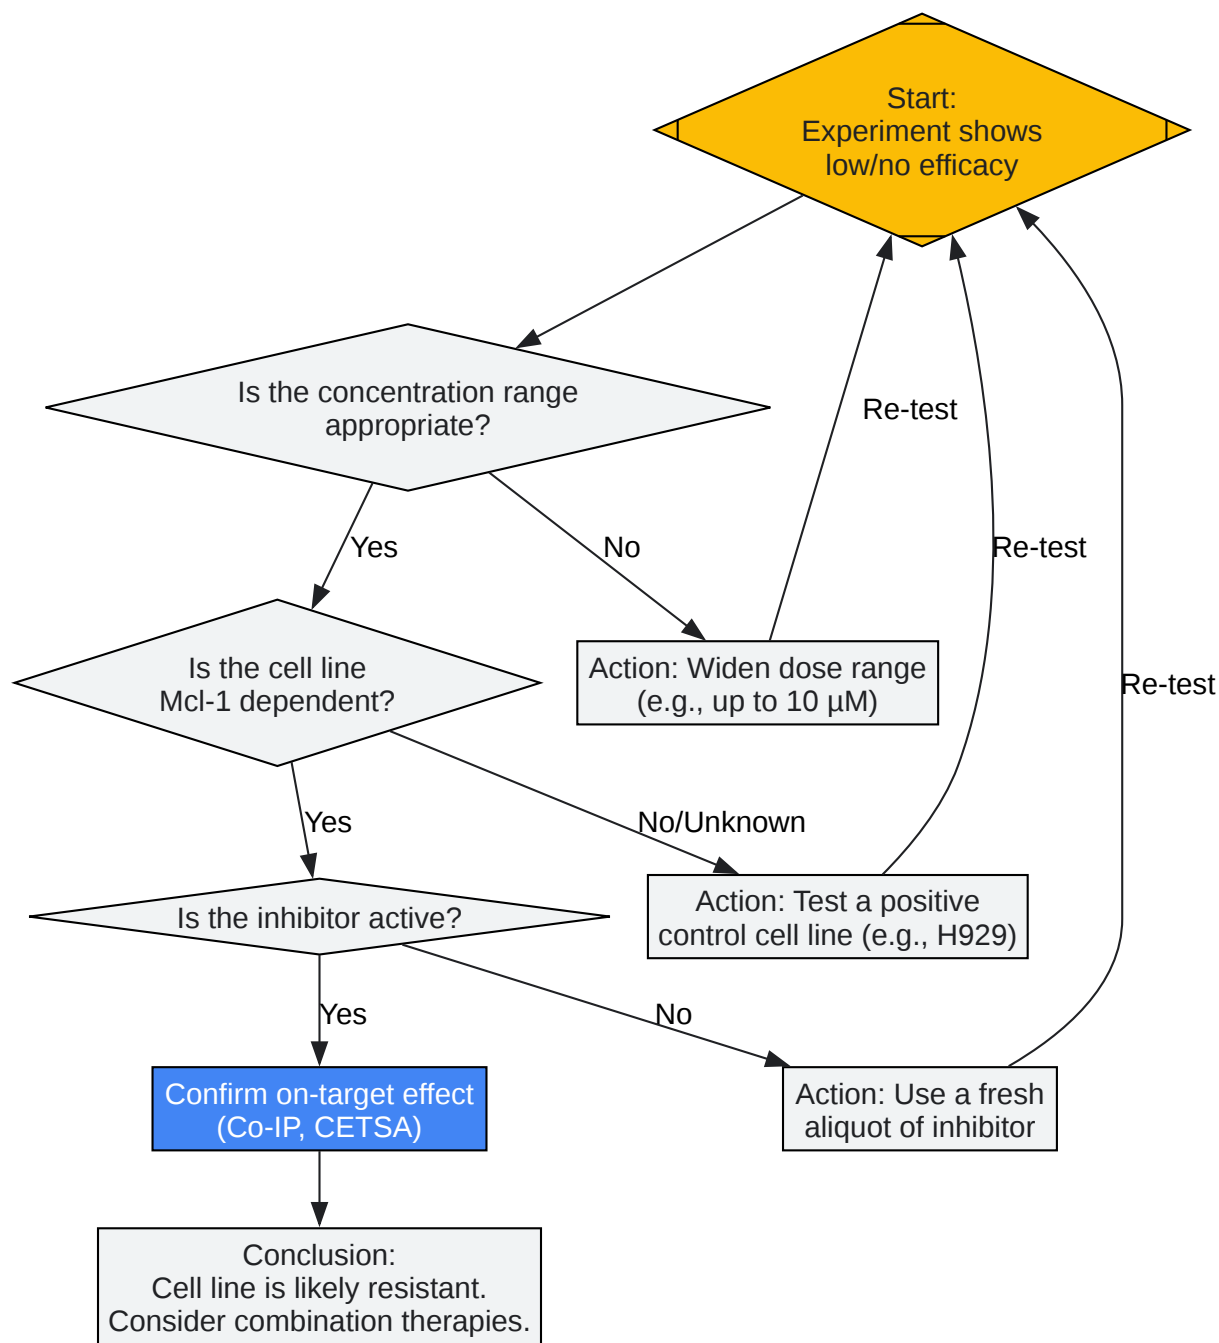 Start:
Experiment shows
low/no efficacy
Is the concentration range
appropriate?
Re-test
Yes
No
Re-test
Is the cell line
Mcl-1 dependent?
Action: Widen dose range
(e.g., up to 10 µM)
Re-test
Yes
No/Unknown
Is the inhibitor active?
Action: Test a positive
control cell line (e.g., H929)
Yes
No
Confirm on-target effect
(Co-IP, CETSA)
Action: Use a fresh
aliquot of inhibitor
Conclusion:
Cell line is likely resistant.
Consider combination therapies.